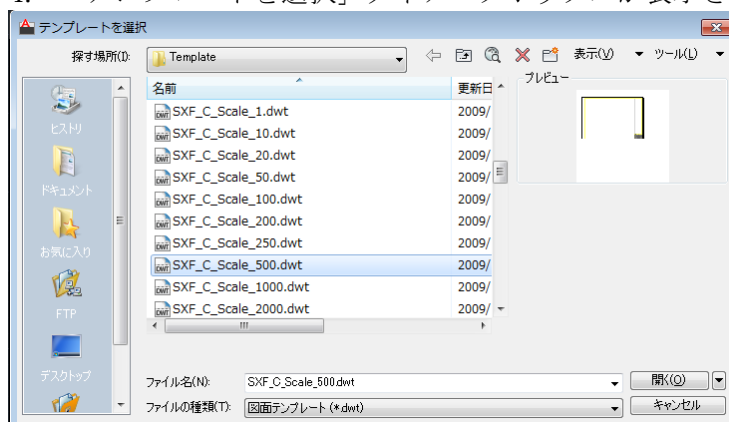 テンプレートを選択
探す場所(I):
Template
表示(V)
ツール(L)
名前
更新日
プレビュー
SXF_C_Scale_1.dwt 2009/
SXF_C_Scale_10.dwt 2009/
SXF_C_Scale_20.dwt 2009/
SXF_C_Scale_50.dwt 2009/
SXF_C_Scale_100.dwt 2009/
SXF_C_Scale_200.dwt 2009/
SXF_C_Scale_250.dwt 2009/
SXF_C_Scale_500.dwt 2009/
SXF_C_Scale_1000.dwt 2009/
SXF_C_Scale_2000.dwt 2009/
ヒストリ
ドキュメント
お気に入り
FTP
デスクトップ
ファイル名(N): SXF_C_Scale_500.dwt 開く(O)
ファイルの種類(T): 図面テンプレート (*.dwt) キャンセル